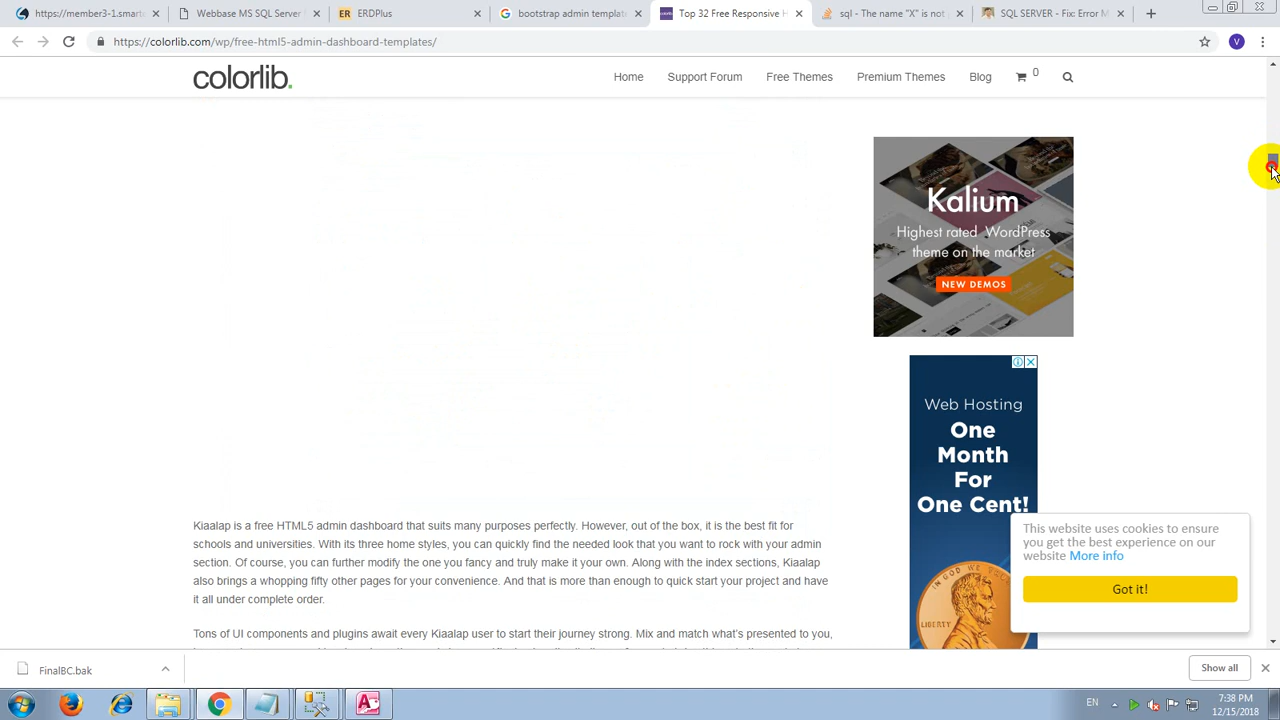 https://member3-1.smarte
Webbase MS SQL Server
ERDPlus
bootstrap admin template
Top 32 Free Responsive H
sql - The name "X" is not
SQL SERVER - Fix Error M
https://colorlib.com/wp/free-html5-admin-dashboard-templates/
V
colorlib.
Home
Support Forum
Free Themes
Premium Themes
Blog
0
Kalium
Highest rated WordPress
theme on the market
NEW DEMOS
Web Hosting
One
Month
For
One Cent!
LIBERTY
This website uses cookies to ensure
you get the best experience on our
website More info
Got it!
Kiaalap is a free HTML5 admin dashboard that suits many purposes perfectly. However, out of the box, it is the best fit for
schools and universities. With its three home styles, you can quickly find the needed look that you want to rock with your admin
section. Of course, you can further modify the one you fancy and truly make it your own. Along with the index sections, Kiaalap
also brings a whopping fifty other pages for your convenience. And that is more than enough to quick start your project and have
it all under complete order.
Tons of UI components and plugins await every Kiaalap user to start their journey strong. Mix and match what's presented to you,
FinalBC.bak
Show all
EN
7:38 PM
12/15/2018